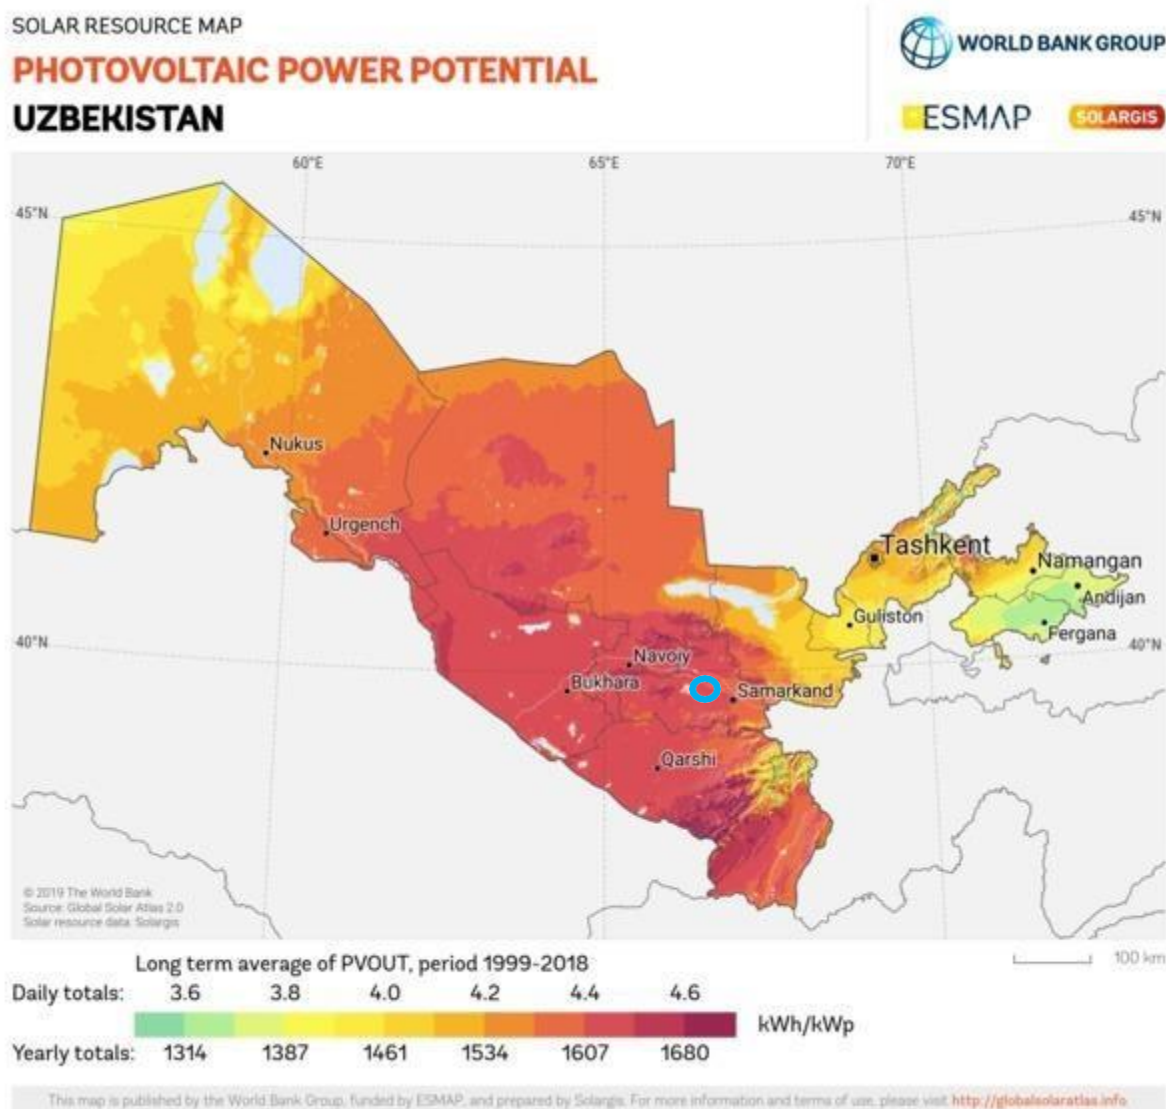 SOLAR RESOURCE MAP
PHOTOVOLTAIC POWER POTENTIAL
UZBEKISTAN
WORLD BANK GROUP
ESMAP
SOLARGIS
60°E 65°E 70°E
45°N 45°N
Nukus
Urgench
Tashkent
Namangan
Andijan
Guliston
Fergana
40°N 40°N
Navoiy
Bukhara
Samarkand
Qarshi
© 2019 The World Bank
Source: Global Solar Atlas 2.0
Solar resource data: Solargis
Long term average of PVOUT, period 1999-2018
100 km
Daily totals: 3.6 3.8 4.0 4.2 4.4 4.6
kWh/kWp
Yearly totals: 1314 1387 1461 1534 1607 1680
This map is published by the World Bank Group, funded by ESMAP, and prepared by Solargis. For more information and terms of use, please visit http://globalsolaratlas.info